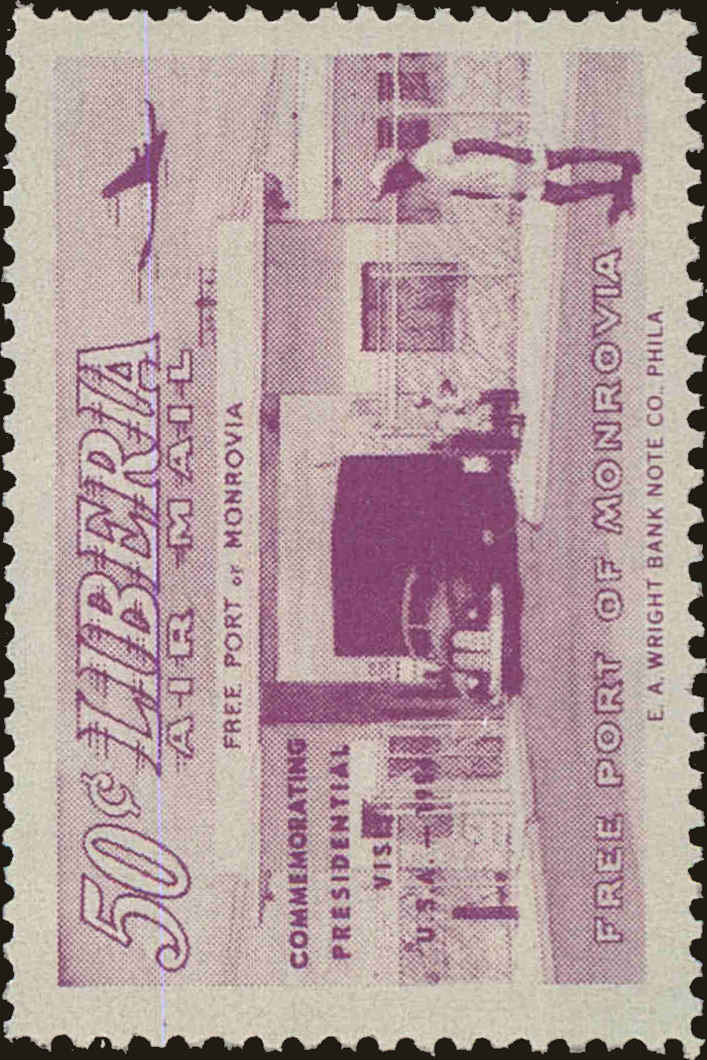 50¢ LIBERIA
AIR MAIL
FREE PORT of MONROVIA
COMMEMORATING
PRESIDENTIAL
VISIT
U.S.A. —
FREE PORT OF MONROVIA
E. A. WRIGHT BANK NOTE CO., PHILA.